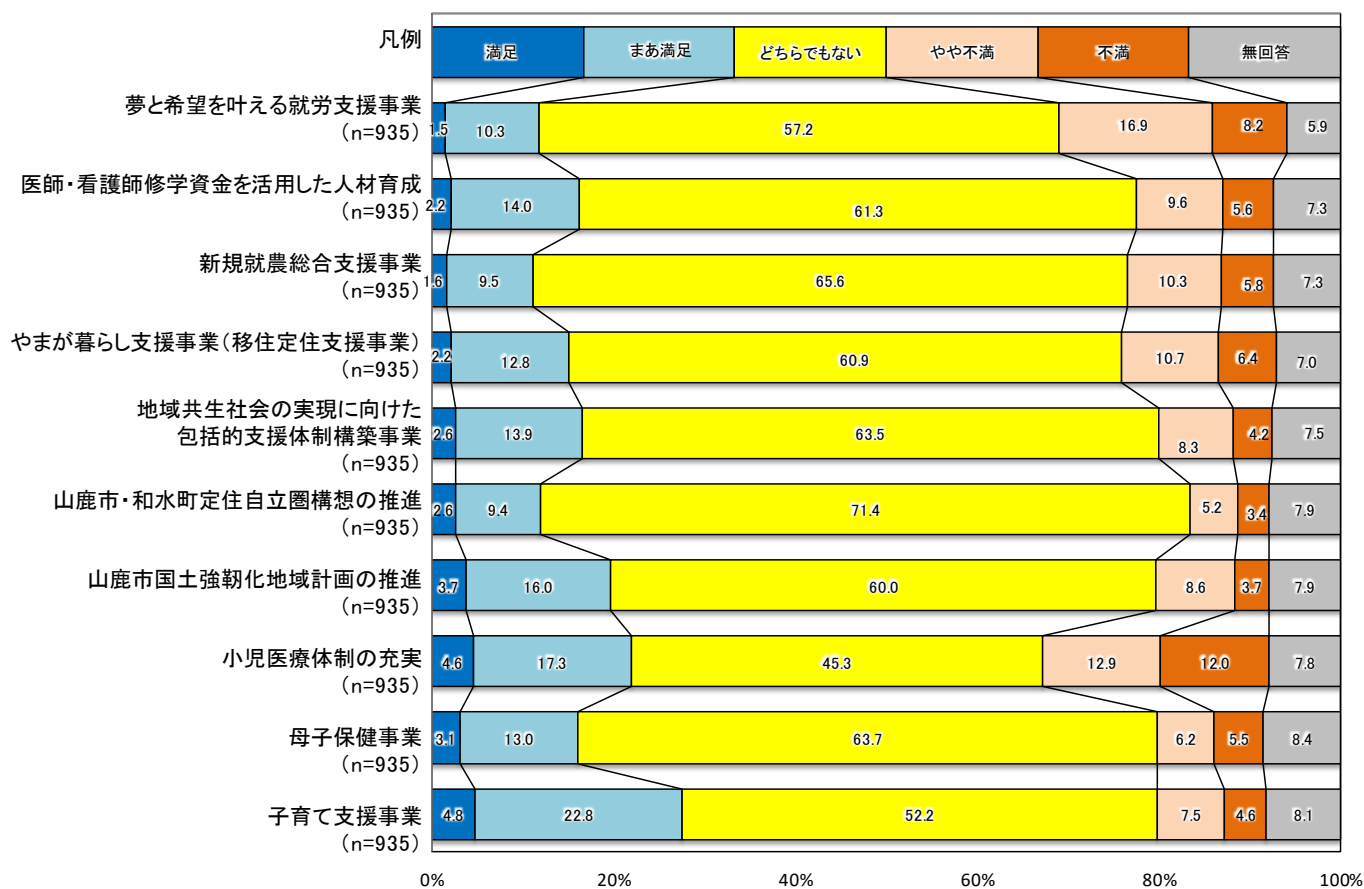 凡例
満足 まあ満足 どちらでもない やや不満 不満 無回答
夢と希望を叶える就労支援事業
(n=935)
1.5 10.3 57.2 16.9 8.2 5.9
医師・看護師修学資金を活用した人材育成
(n=935)
2.2 14.0 61.3 9.6 5.6 7.3
新規就農総合支援事業
(n=935)
1.6 9.5 65.6 10.3 5.8 7.3
やまが暮らし支援事業(移住定住支援事業)
(n=935)
2.2 12.8 60.9 10.7 6.4 7.0
地域共生社会の実現に向けた
包括的支援体制構築事業
(n=935)
2.6 13.9 63.5 8.3 4.2 7.5
山鹿市・和水町定住自立圏構想の推進
(n=935)
2.6 9.4 71.4 5.2 3.4 7.9
山鹿市国土強靭化地域計画の推進
(n=935)
3.7 16.0 60.0 8.6 3.7 7.9
小児医療体制の充実
(n=935)
4.6 17.3 45.3 12.9 12.0 7.8
母子保健事業
(n=935)
3.1 13.0 63.7 6.2 5.5 8.4
子育て支援事業
(n=935)
4.8 22.8 52.2 7.5 4.6 8.1
0% 20% 40% 60% 80% 100%